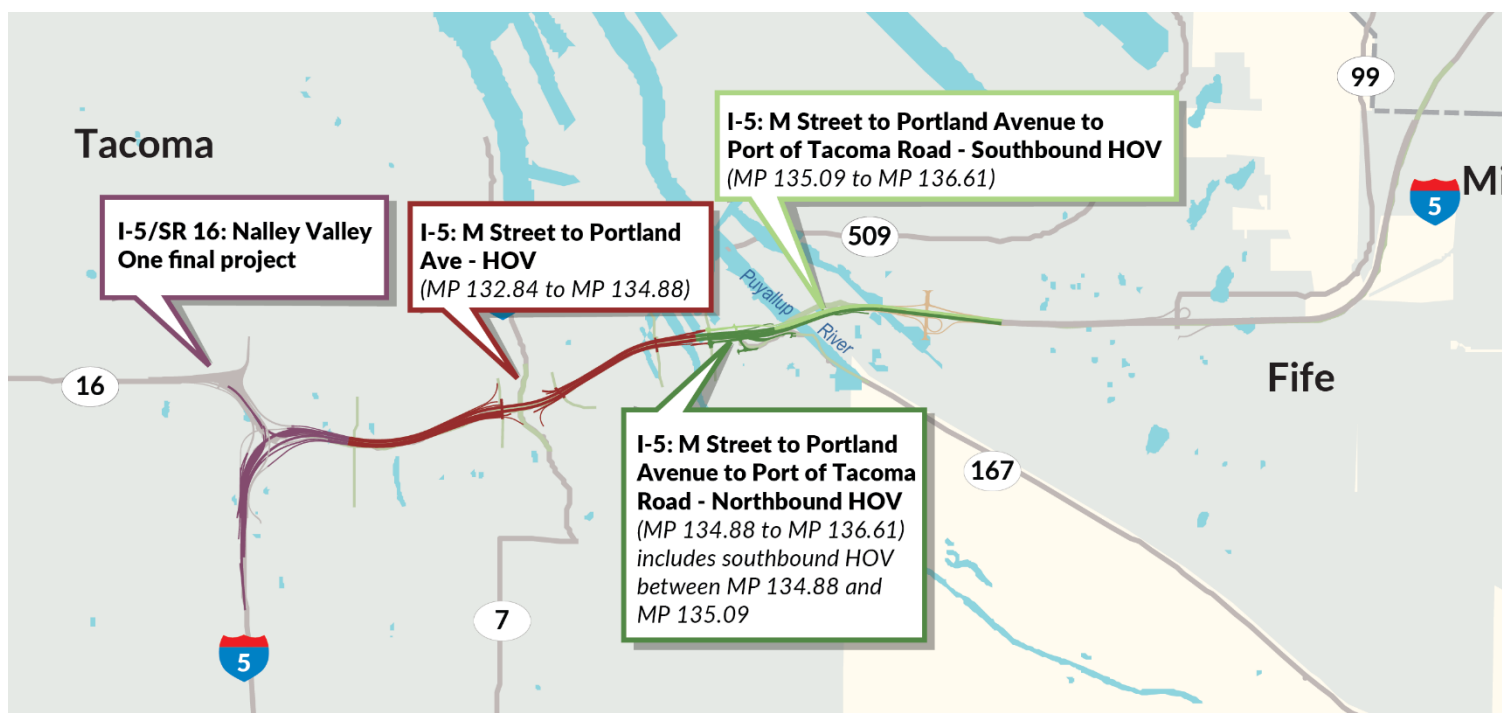 Tacoma
99
I-5: M Street to Portland Avenue to
Port of Tacoma Road - Southbound HOV
(MP 135.09 to MP 136.61)
Mi
5
I-5/SR 16: Nalley Valley
One final project
I-5: M Street to Portland
Ave - HOV
(MP 132.84 to MP 134.88)
509
Puyallup
River
16
Fife
I-5: M Street to Portland
Avenue to Port of Tacoma
Road - Northbound HOV
(MP 134.88 to MP 136.61)
includes southbound HOV
between MP 134.88 and
MP 135.09
167
7
5